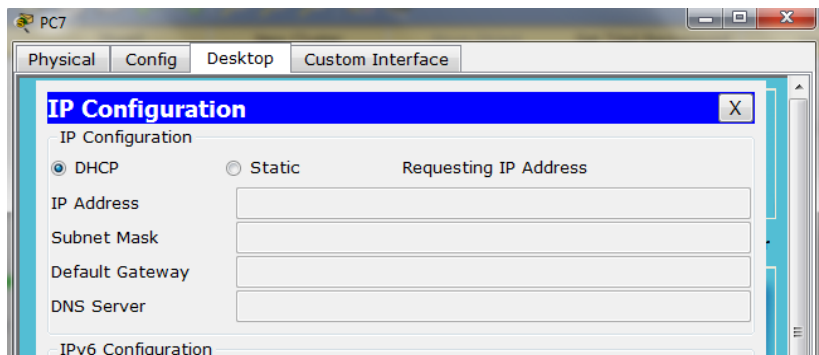 PC7
Physical Config Desktop Custom Interface
IP Configuration X
IP Configuration
DHCP Static Requesting IP Address
IP Address
Subnet Mask
Default Gateway
DNS Server
IPv6 Configuration